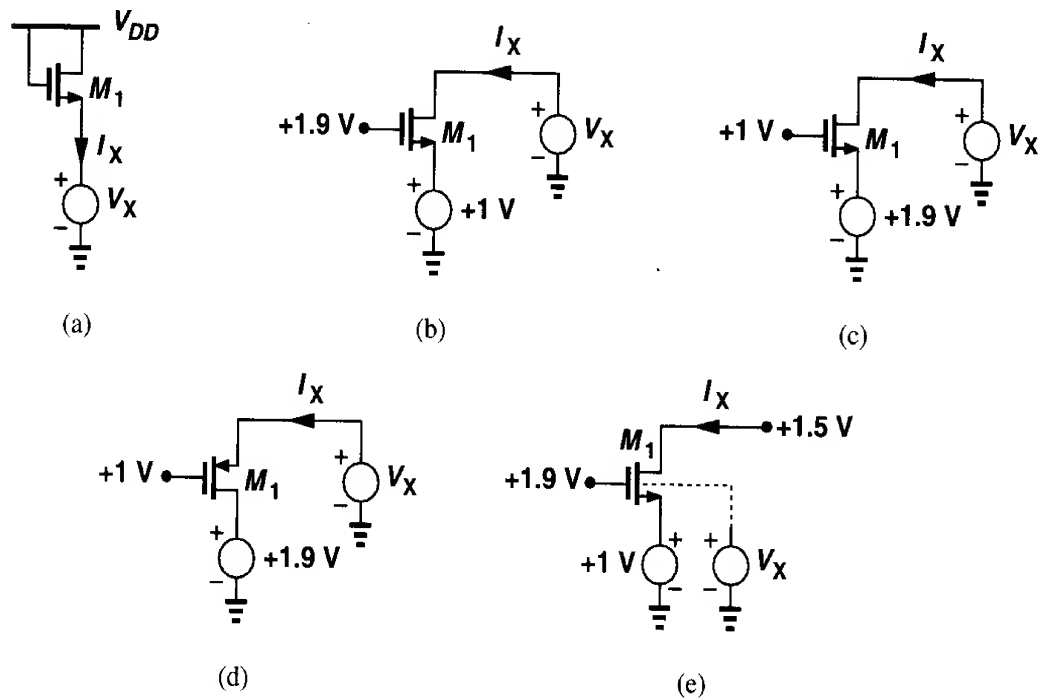 V_DD
M_1
I_X
+
V_X
−
(a)
I_X
+1.9 V
M_1
+
V_X
−
+
+1 V
−
(b)
I_X
+1 V
M_1
+
V_X
−
+
+1.9 V
−
(c)
I_X
+1 V
M_1
+
V_X
−
+
+1.9 V
−
(d)
I_X
+1.5 V
M_1
+1.9 V
+
+1 V
−
+
V_X
−
(e)